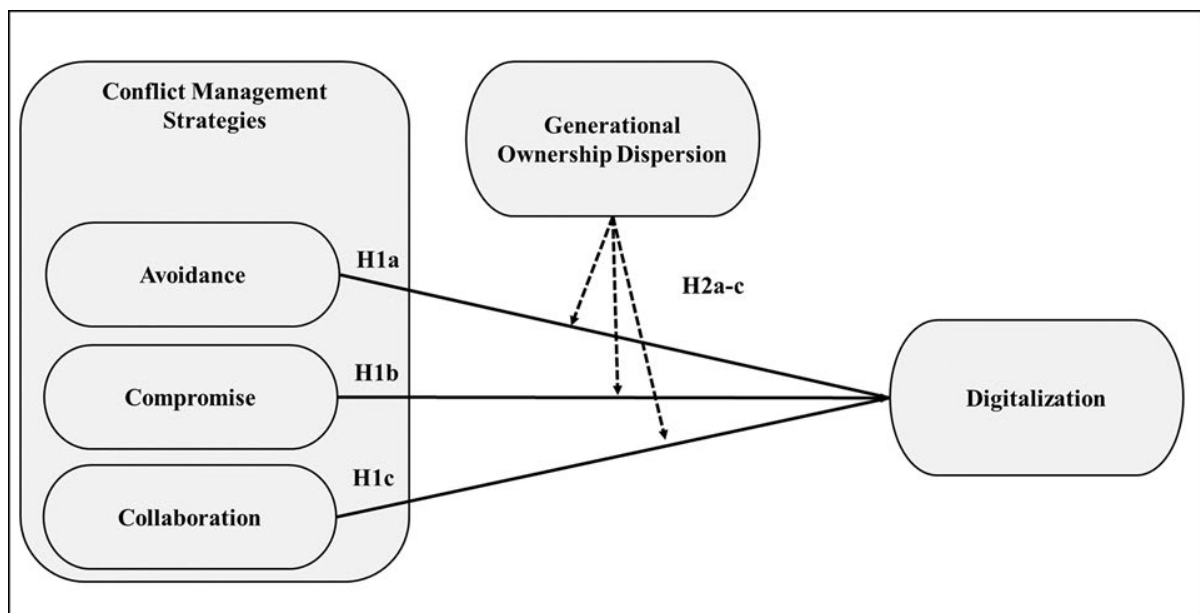 Conflict Management
Strategies
Generational
Ownership Dispersion
Avoidance
H1a
H2a-c
Compromise
H1b
Digitalization
Collaboration
H1c